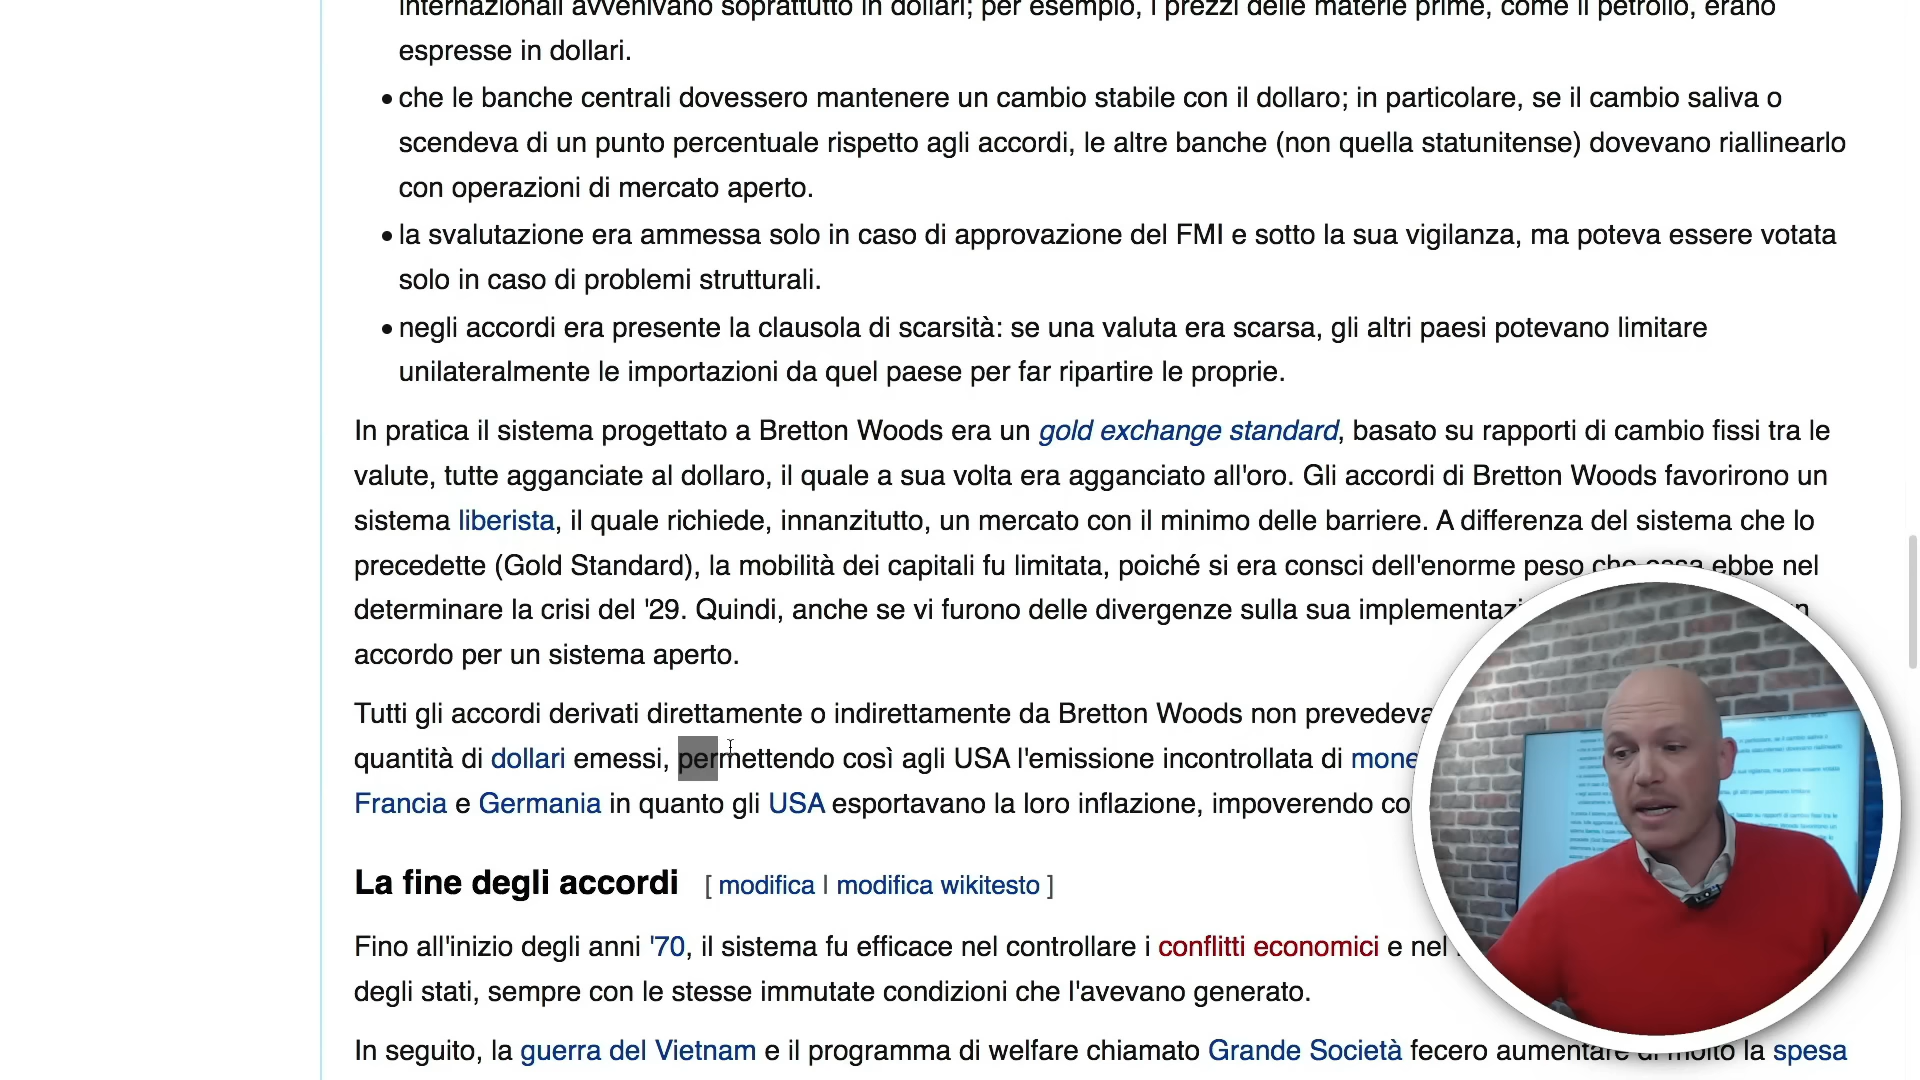 internazionali avvenivano soprattutto in dollari; per esempio, i prezzi delle materie prime, come il petrolio, erano
espresse in dollari.
• che le banche centrali dovessero mantenere un cambio stabile con il dollaro; in particolare, se il cambio saliva o
scendeva di un punto percentuale rispetto agli accordi, le altre banche (non quella statunitense) dovevano riallinearlo
con operazioni di mercato aperto.
• la svalutazione era ammessa solo in caso di approvazione del FMI e sotto la sua vigilanza, ma poteva essere votata
solo in caso di problemi strutturali.
• negli accordi era presente la clausola di scarsità: se una valuta era scarsa, gli altri paesi potevano limitare
unilateralmente le importazioni da quel paese per far ripartire le proprie.
In pratica il sistema progettato a Bretton Woods era un gold exchange standard, basato su rapporti di cambio fissi tra le
valute, tutte agganciate al dollaro, il quale a sua volta era agganciato all'oro. Gli accordi di Bretton Woods favorirono un
sistema liberista, il quale richiede, innanzitutto, un mercato con il minimo delle barriere. A differenza del sistema che lo
precedette (Gold Standard), la mobilità dei capitali fu limitata, poiché si era consci dell'enorme peso che essa ebbe nel
determinare la crisi del '29. Quindi, anche se vi furono delle divergenze sulla sua
accordo per un sistema aperto.
Tutti gli accordi derivati direttamente o indirettamente da Bretton Woods non
quantità di dollari emessi, permettendo così agli USA l'emissione incontrollata di
Francia e Germania in quanto gli USA esportavano la loro inflazione, impoverendo
La fine degli accordi [ modifica | modifica wikitesto ]
Fino all'inizio degli anni '70, il sistema fu efficace nel controllare i conflitti economici e nel
degli stati, sempre con le stesse immutate condizioni che l'avevano generato.
In seguito, la guerra del Vietnam e il programma di welfare chiamato Grande Società fecero aumentare di molto la spesa